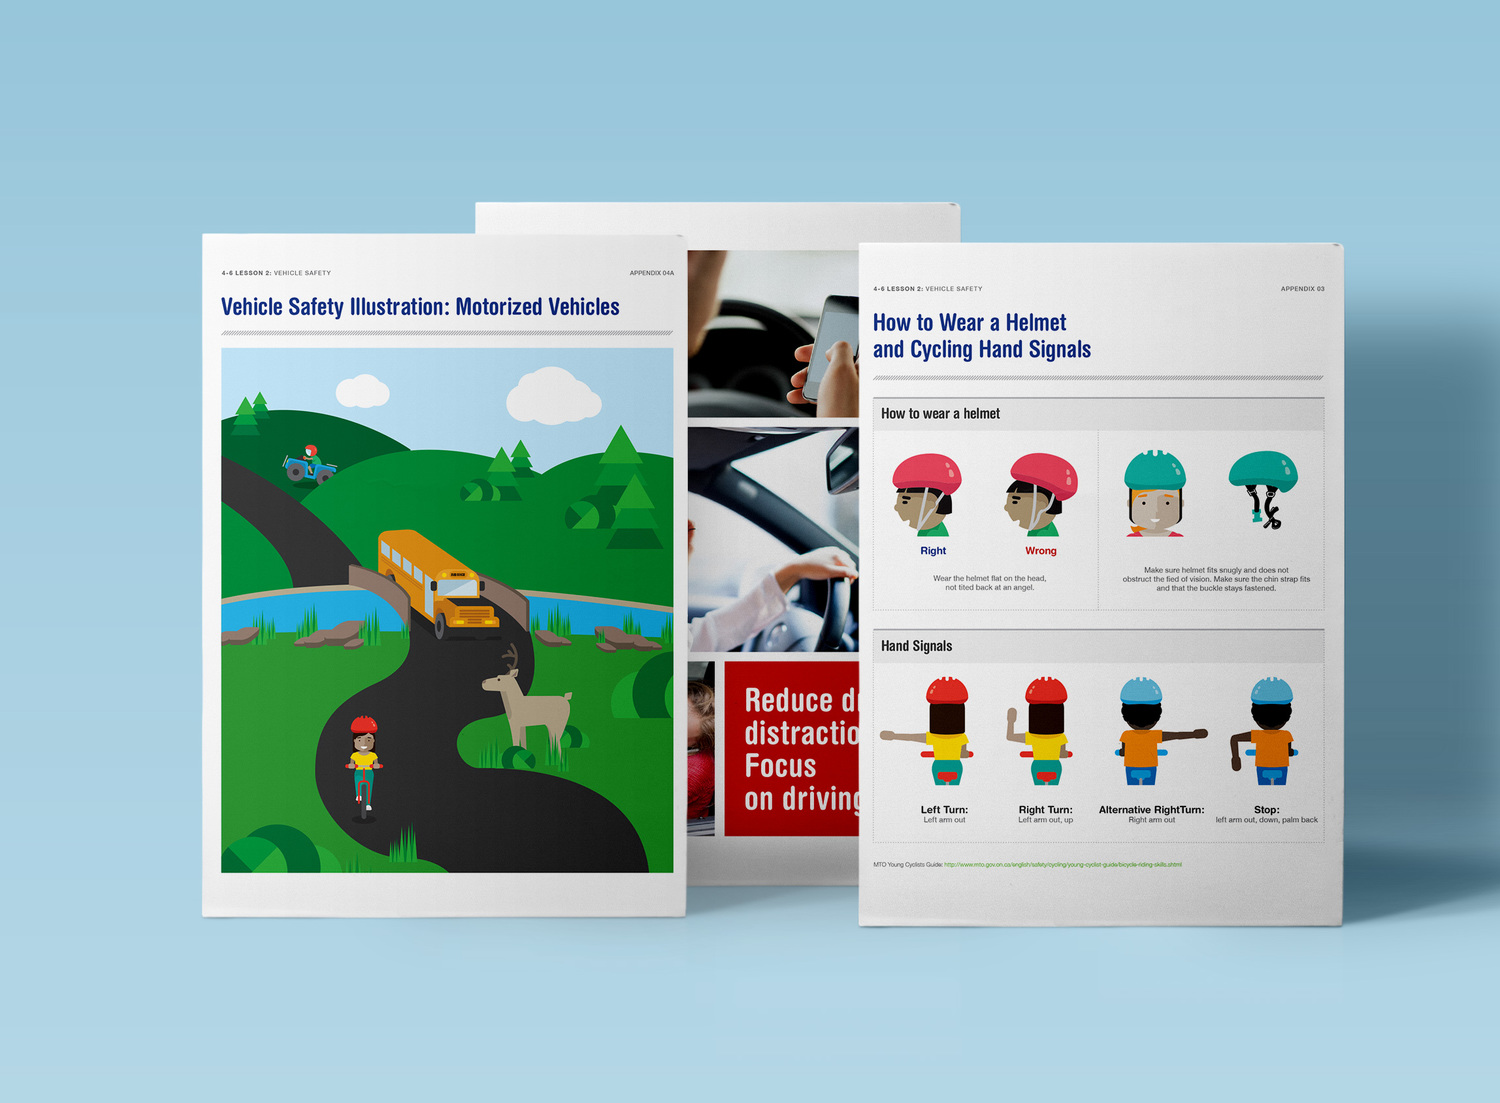 4-6 LESSON 2: VEHICLE SAFETY
APPENDIX 04A
Vehicle Safety Illustration: Motorized Vehicles
Reduce dr
distractio
Focus
on driving
4-6 LESSON 2: VEHICLE SAFETY
APPENDIX 03
How to Wear a Helmet
and Cycling Hand Signals
How to wear a helmet
Right
Wrong
Wear the helmet flat on the head,
not tited back at an angel.
Make sure helmet fits snugly and does not
obstruct the fied of vision. Make sure the chin strap fits
and that the buckle stays fastened.
Hand Signals
Left Turn:
Left arm out
Right Turn:
Left arm out, up
Alternative RightTurn:
Right arm out
Stop:
left arm out, down, palm back
MTO Young Cyclists Guide: http://www.mto.gov.on.ca/english/safety/cycling/young-cyclist-guide/bicycle-riding-skills.shtml